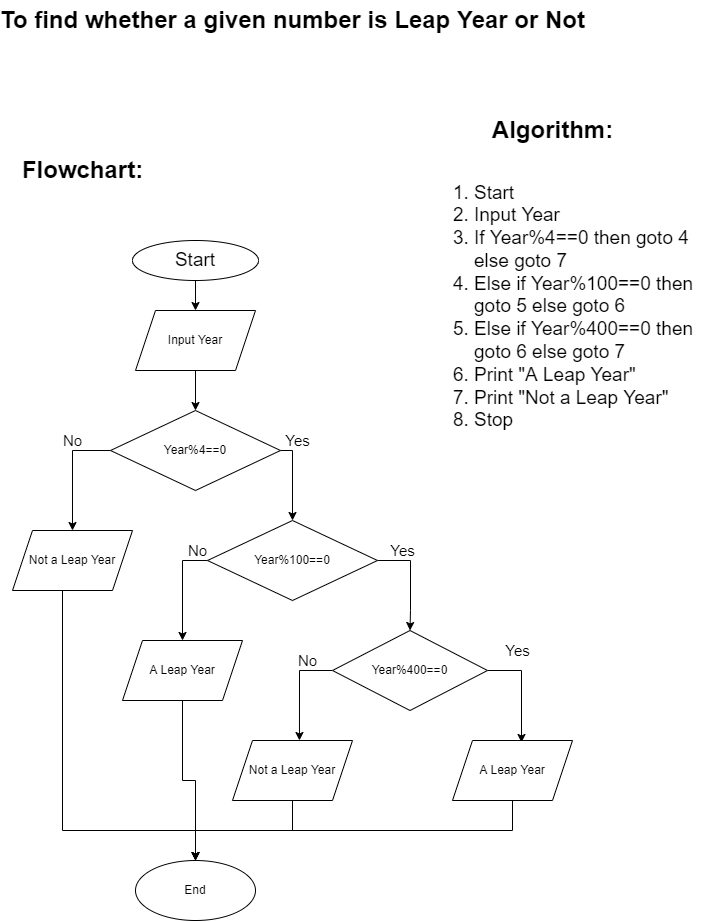 To find whether a given number is Leap Year or Not
Algorithm:
Flowchart:
1. Start
2. Input Year
3. If Year%4==0 then goto 4
else goto 7
4. Else if Year%100==0 then
goto 5 else goto 6
5. Else if Year%400==0 then
goto 6 else goto 7
6. Print "A Leap Year"
7. Print "Not a Leap Year"
8. Stop
Start
Input Year
Year%4==0
No
Yes
Not a Leap Year
Year%100==0
No
Yes
A Leap Year
Year%400==0
No
Yes
Not a Leap Year
A Leap Year
End